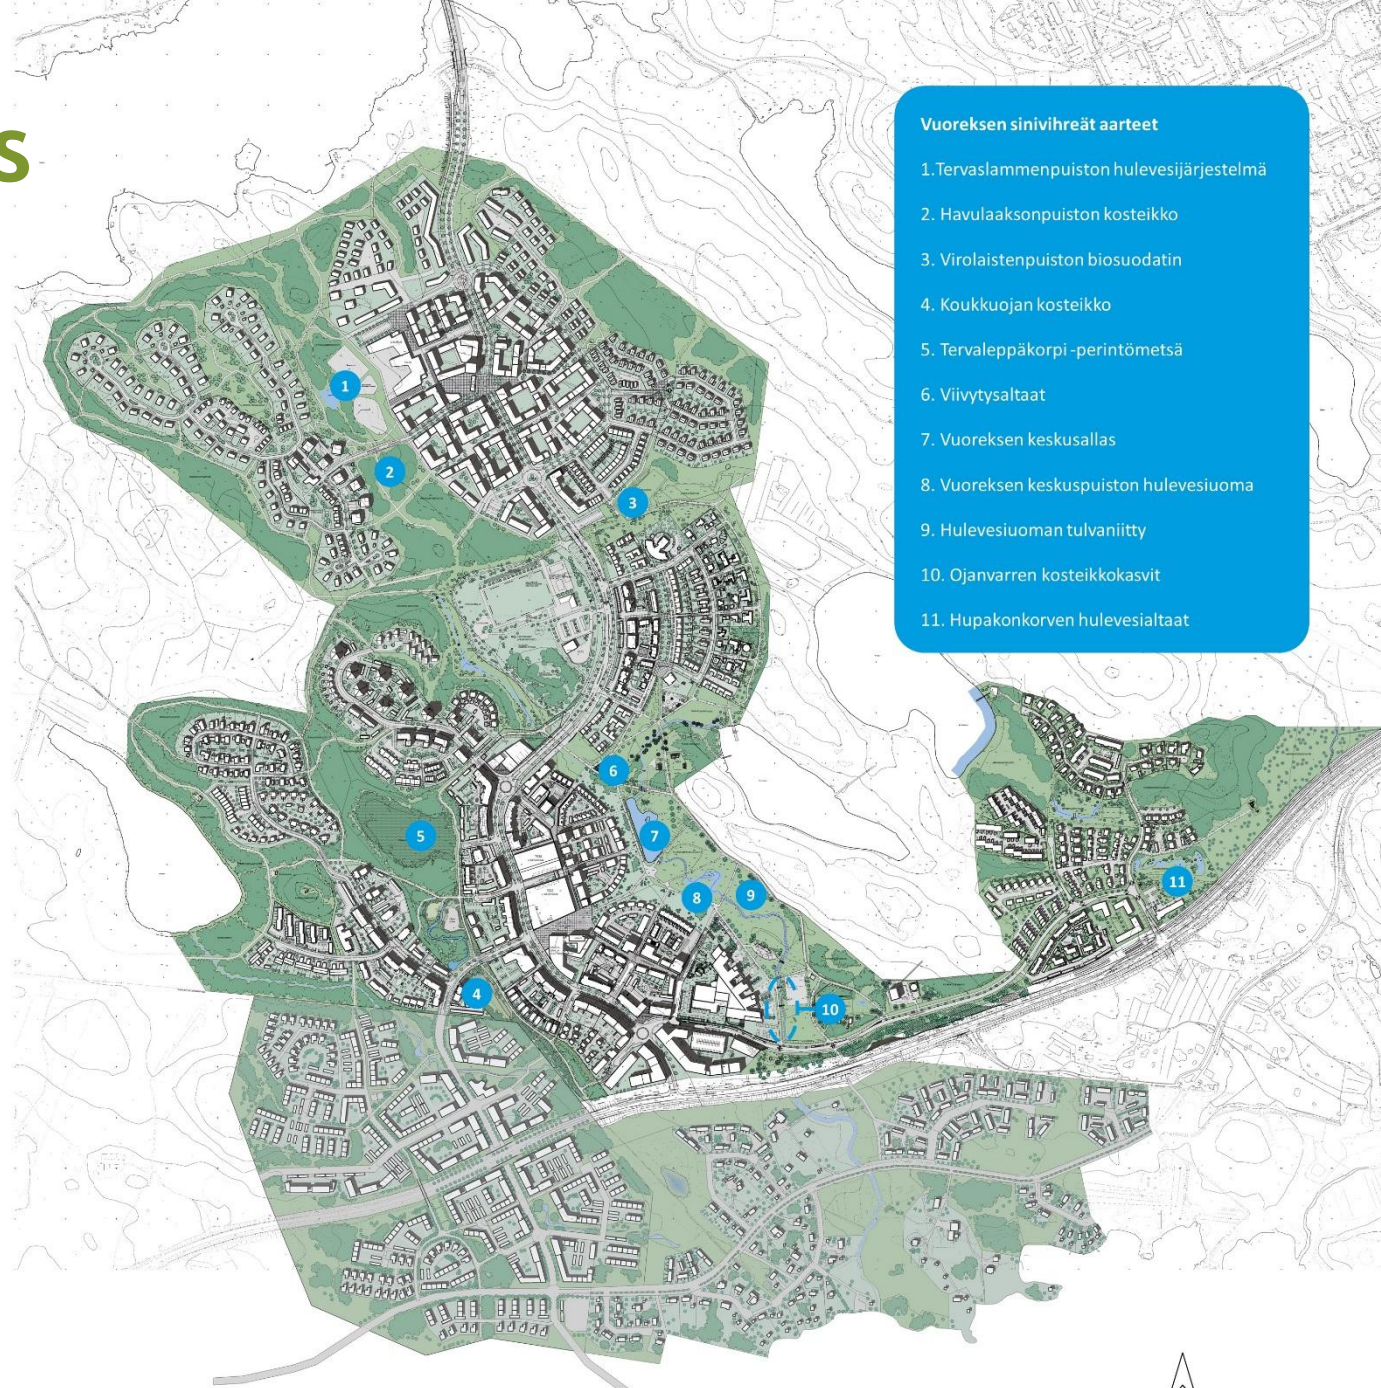 s
Vuoreksen sinivihreät aarteet
1.Tervaslammenpuiston hulevesijärjestelmä
2. Havulaaksonpuiston kosteikko
3. Virolaistenpuiston biosuodatin
4. Koukkuojan kosteikko
5. Tervaleppäkorpi -perintömetsä
6. Viivytysaltaat
7. Vuoreksen keskusallas
8. Vuoreksen keskuspuiston hulevesiuoma
9. Hulevesiuoman tulvaniitty
10. Ojanvarren kosteikkokasvit
11. Hupakonkorven hulevesialtaat
1
2
3
6
5
7
8
9
11
4
10